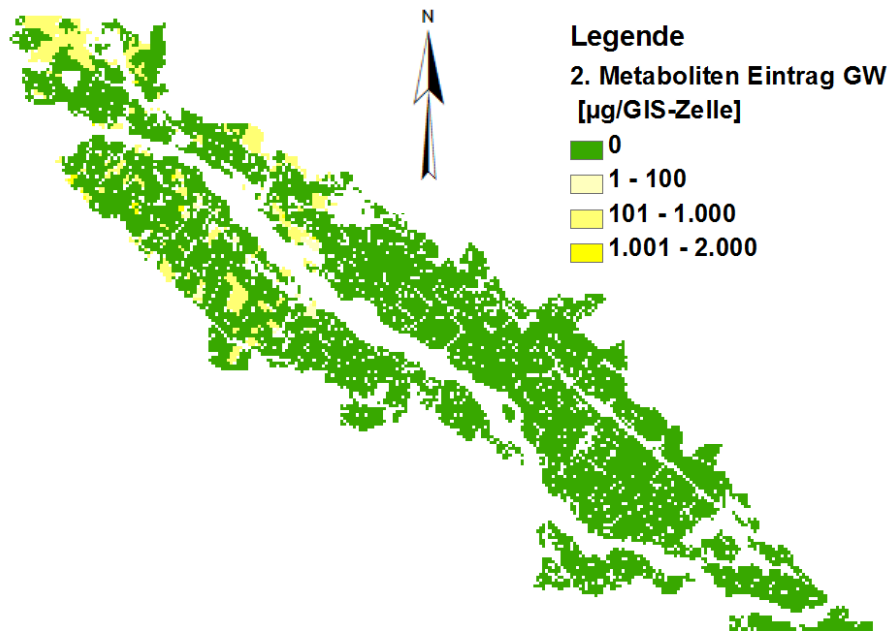 N
Legende
2. Metaboliten Eintrag GW
[µg/GIS-Zelle]
0
1 - 100
101 - 1.000
1.001 - 2.000